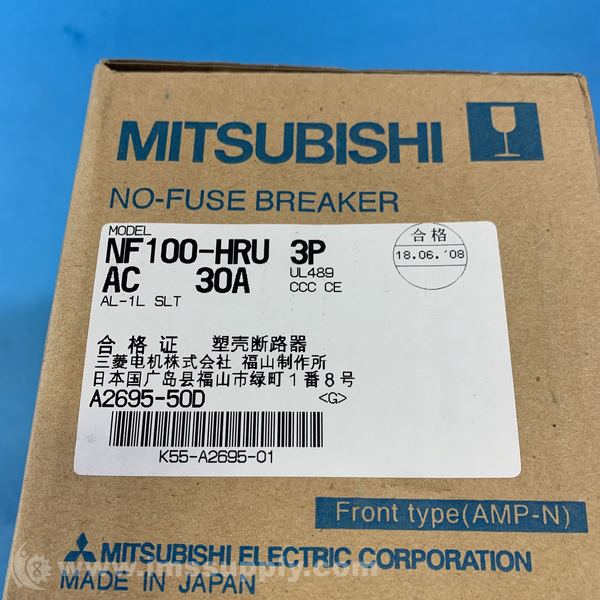 MITSUBISHI
NO-FUSE BREAKER
MODEL
NF100-HRU 3P
AC 30A
UL489
AL-1L SLT
CCC CE
合格
18.06.'08
合格证 塑壳断路器
三菱电机株式会社 福山制作所
日本国广岛县福山市绿町1番8号
A2695-50D <G>
K55-A2695-01
Front type(AMP-N)
MITSUBISHI ELECTRIC CORPORATION
www.imssupply.com
MADE IN JAPAN